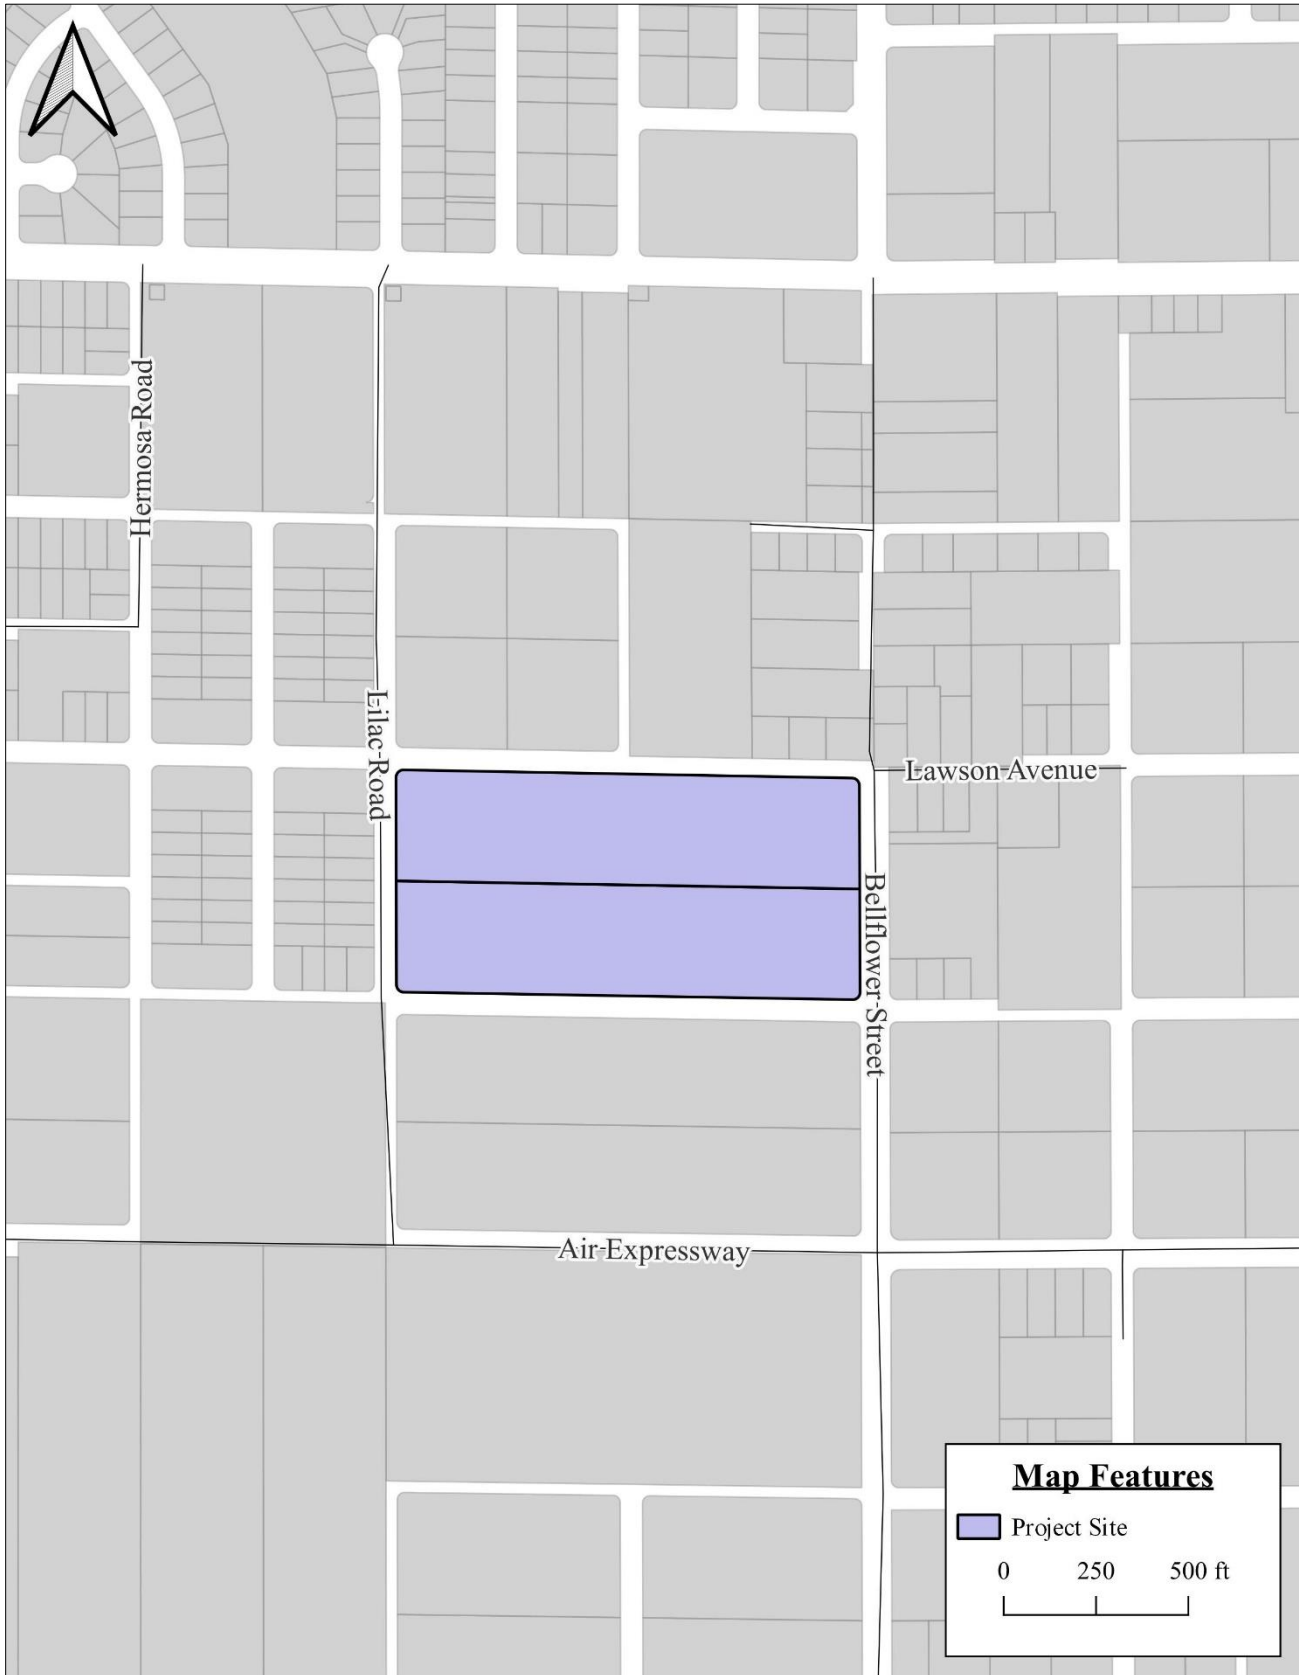 Hermosa Road
Lilac Road
Lawson Avenue
Bellflower Street
Air Expressway
Map Features
Project Site
0 250 500 ft